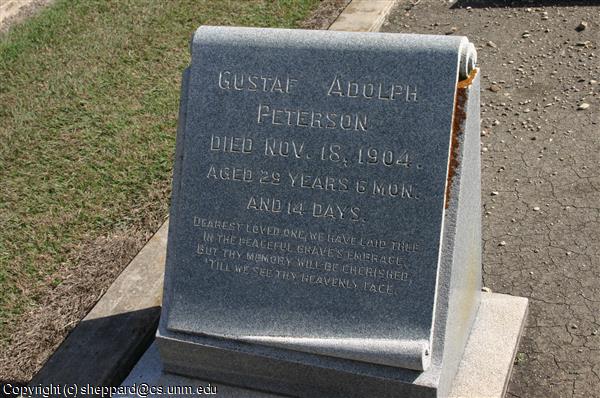 GUSTAF ADOLPH
PETERSON
DIED NOV. 18, 1904.
AGED 29 YEARS 6 MON.
AND 14 DAYS.
DEAREST LOVED ONE, WE HAVE LAID THEE
IN THE PEACEFUL GRAVE'S EMBRACE,
BUT THY MEMORY WILL BE CHERISHED,
'TILL WE SEE THY HEAVENLY FACE.
Copyright (c) sheppard@cs.unm.edu